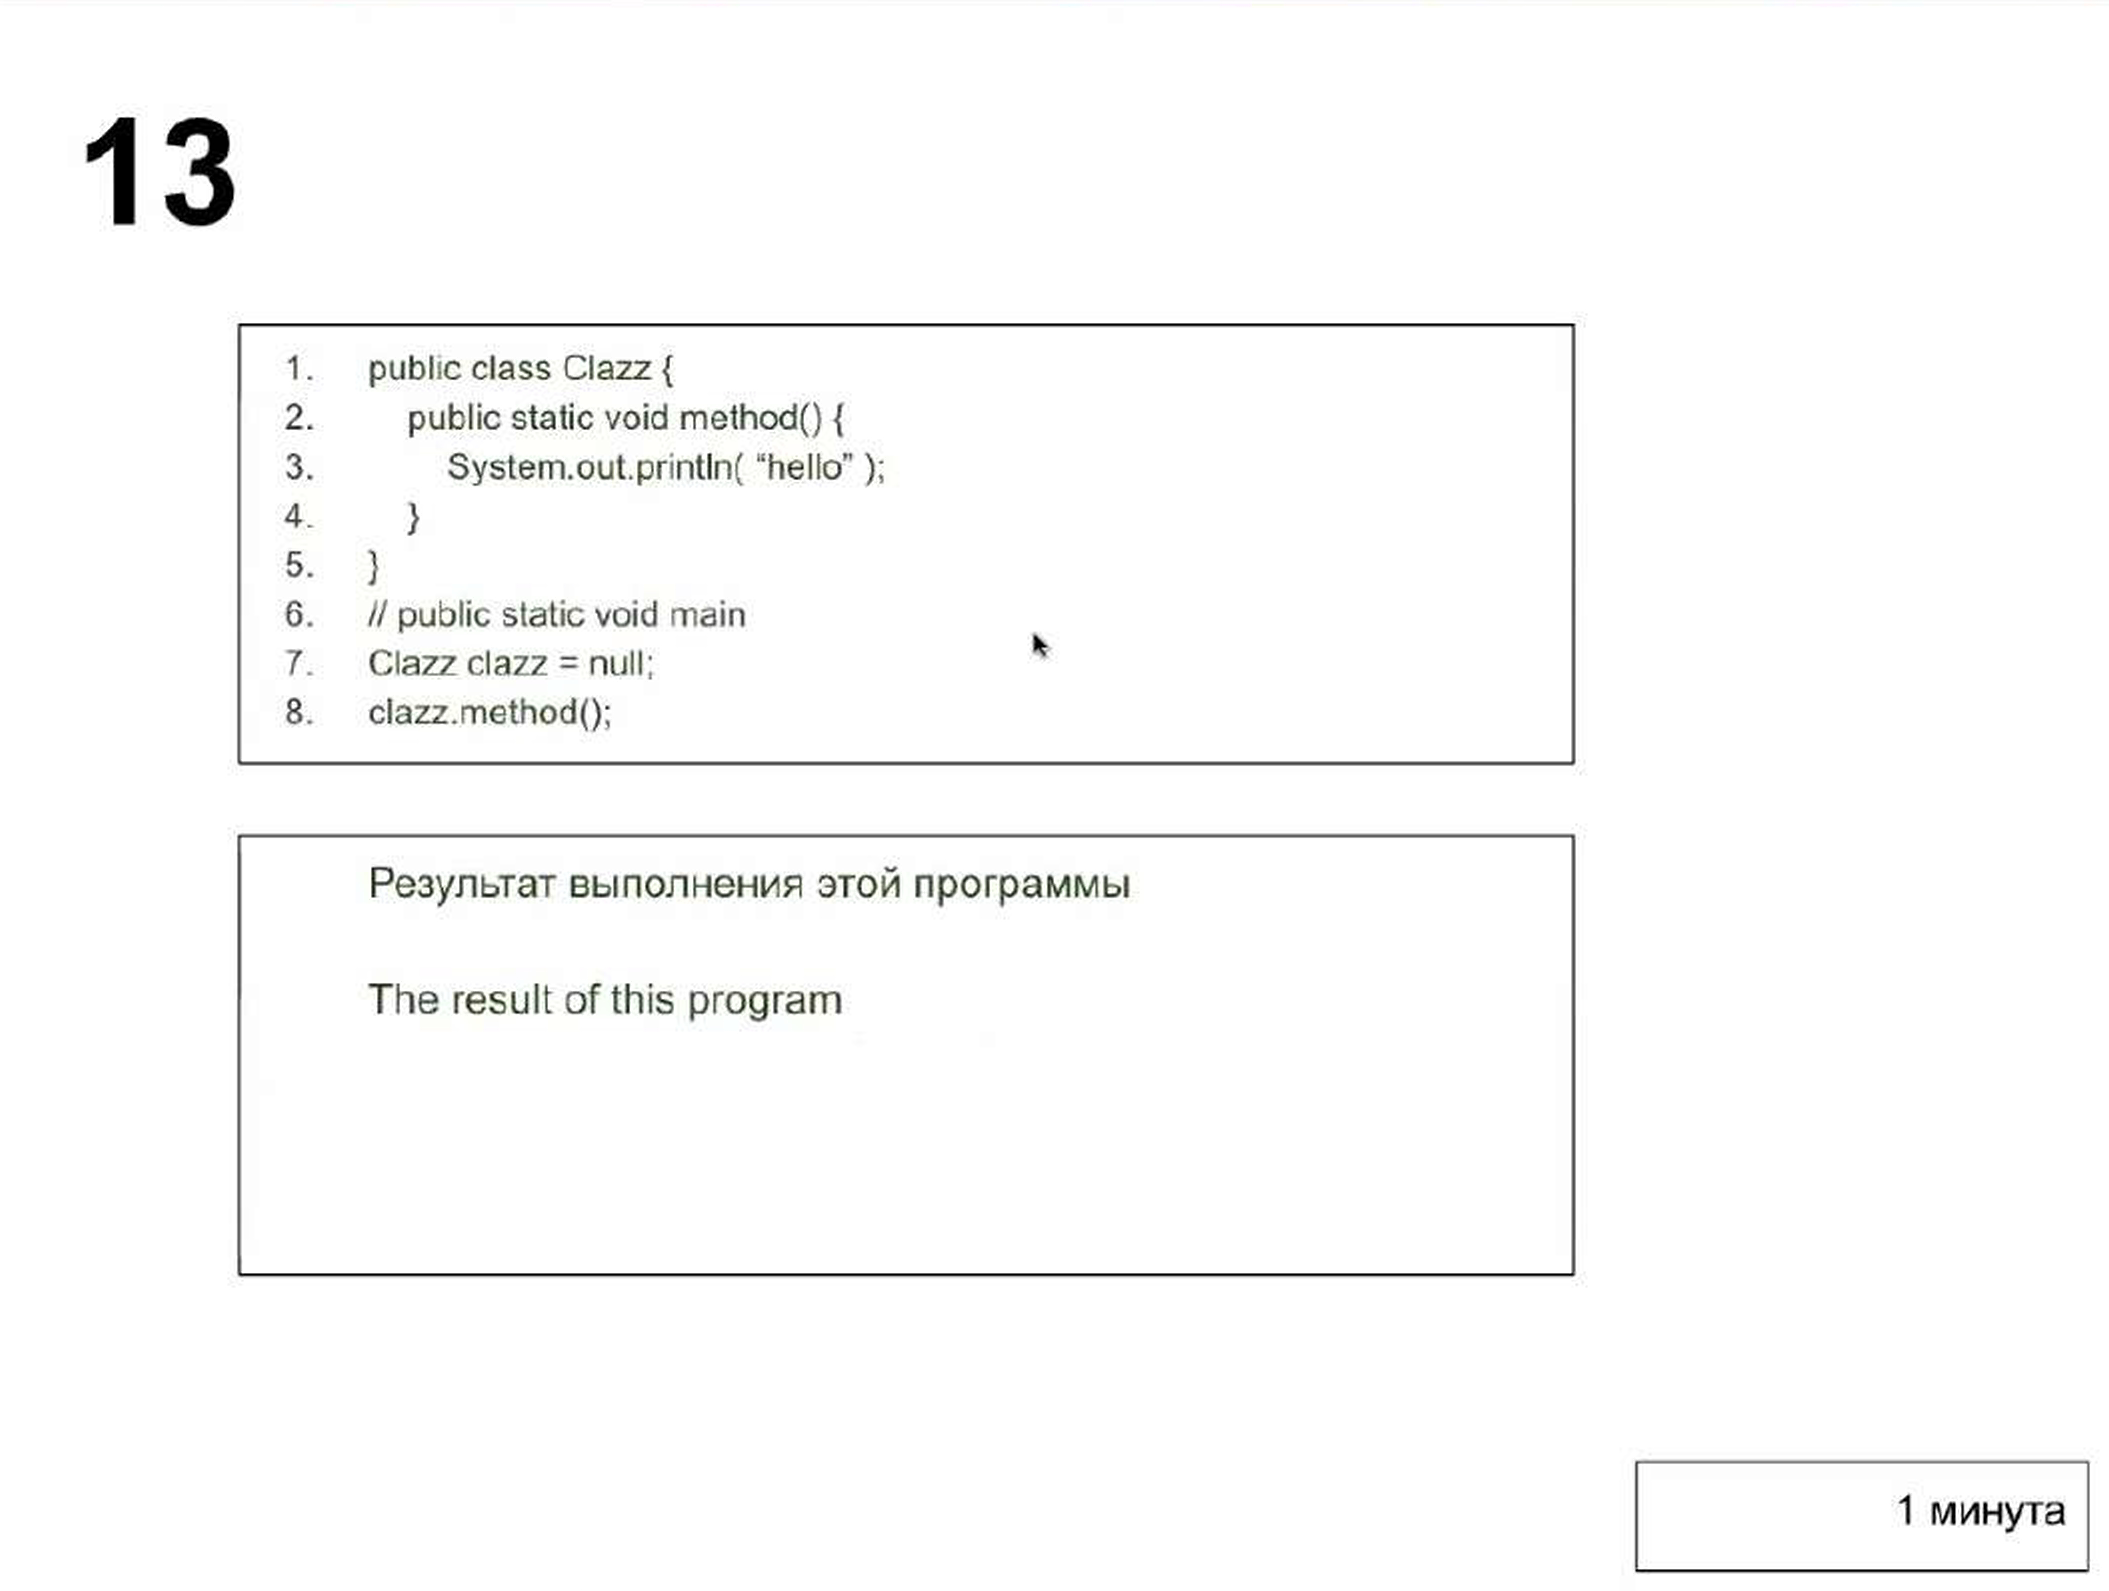 13
1. public class Clazz {
2. public static void method() {
3. System.out.println( “hello” );
4. }
5. }
6. // public static void main
7. Clazz clazz = null;
8. clazz.method();
Результат выполнения этой программы
The result of this program
1 минута